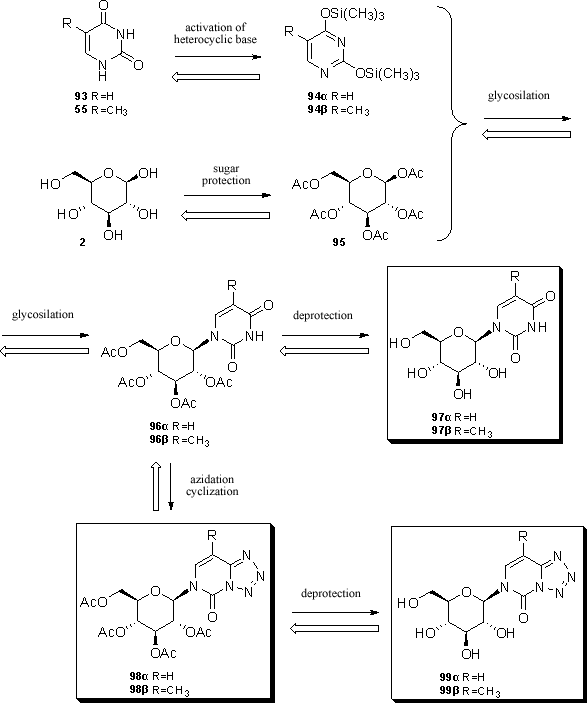 R
O
NH
N
H
O
93 R=H
55 R=CH3
activation of
heterocyclic base
OSi(CH3)3
R
N
N
OSi(CH3)3
94α R=H
94β R=CH3
glycosilation
HO
O
OH
HO
OH
OH
2
sugar
protection
AcO
O
OAc
AcO
OAc
OAc
95
glycosilation
R
O
N
NH
O
AcO
O
AcO
OAc
OAc
96α R=H
96β R=CH3
deprotection
R
O
N
NH
O
HO
O
HO
OH
OH
97α R=H
97β R=CH3
azidation
cyclization
R
N
N
N
N
N
O
AcO
O
AcO
OAc
OAc
98α R=H
98β R=CH3
deprotection
R
N
N
N
N
N
O
HO
O
HO
OH
OH
99α R=H
99β R=CH3